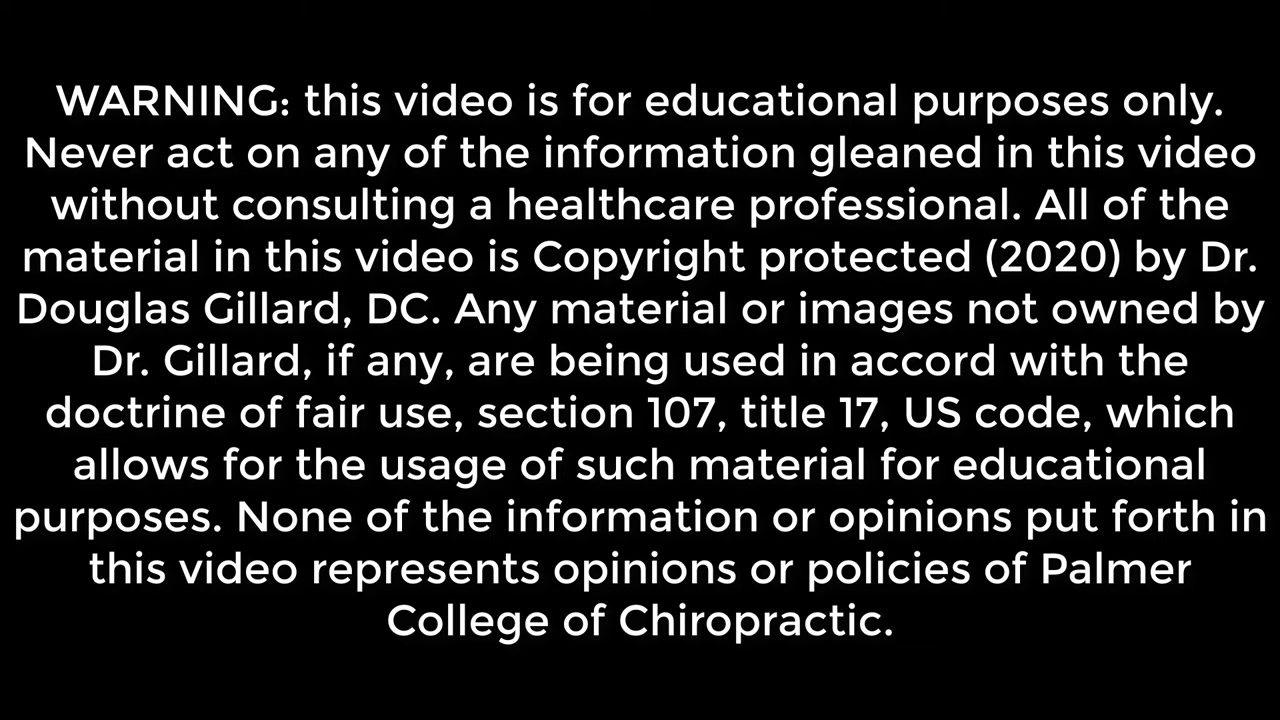 WARNING: this video is for educational purposes only.
Never act on any of the information gleaned in this video
without consulting a healthcare professional. All of the
material in this video is Copyright protected (2020) by Dr.
Douglas Gillard, DC. Any material or images not owned by
Dr. Gillard, if any, are being used in accord with the
doctrine of fair use, section 107, title 17, US code, which
allows for the usage of such material for educational
purposes. None of the information or opinions put forth in
this video represents opinions or policies of Palmer
College of Chiropractic.